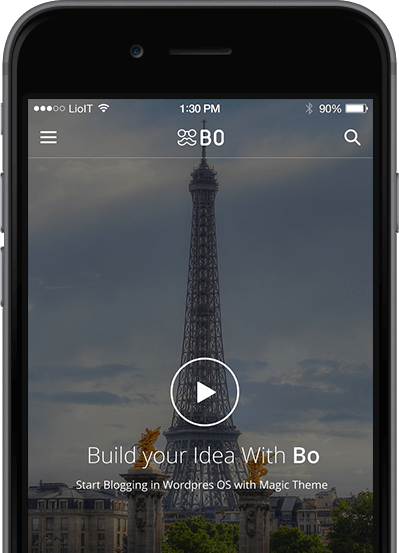 LioIT 1:30 PM 90%
BO
Build your Idea With Bo
Start Blogging in Wordpres OS with Magic Theme